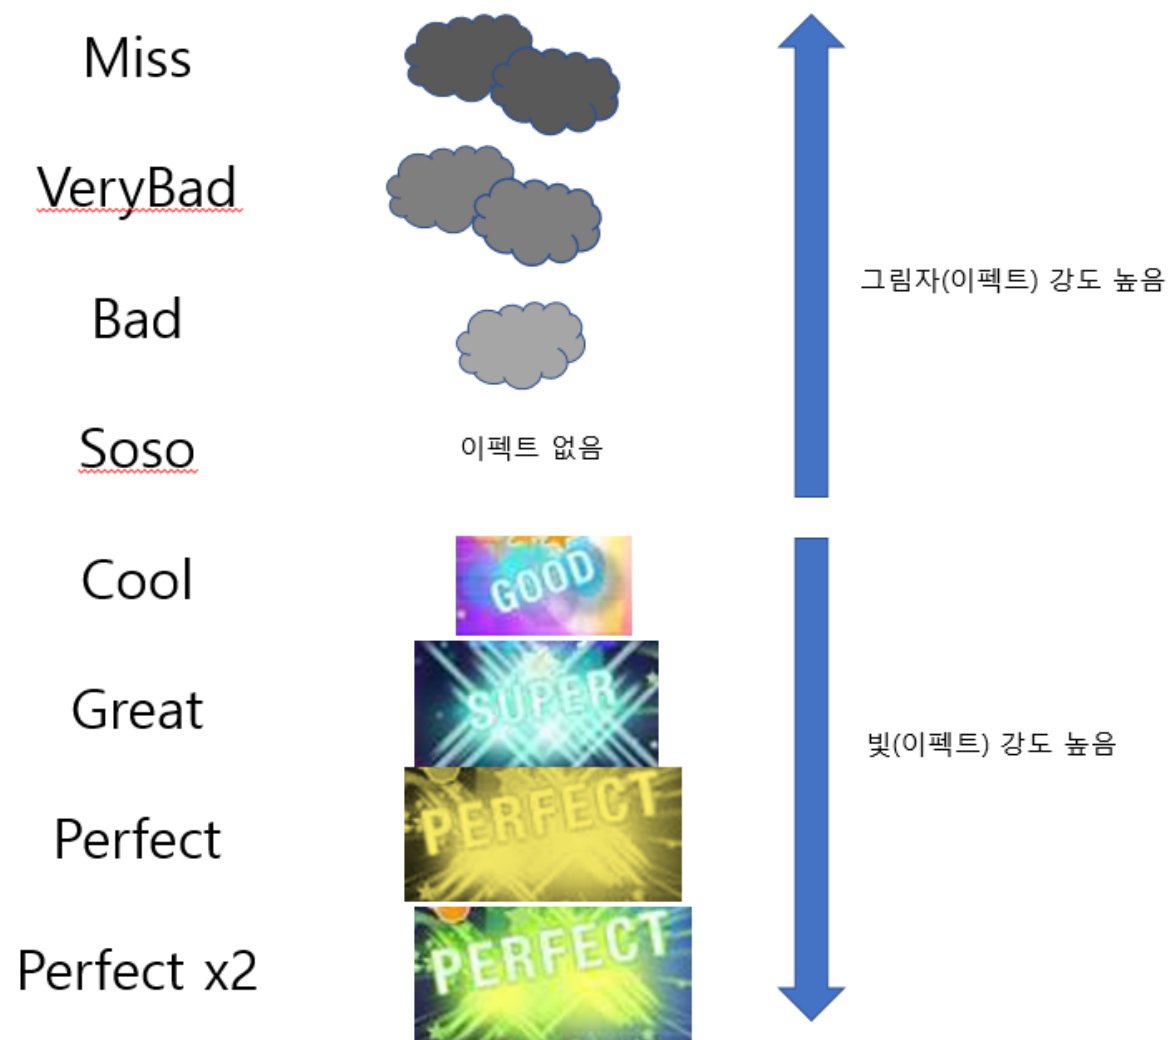 Miss
VeryBad
그림자(이펙트) 강도 높음
Bad
Soso
이펙트 없음
Cool
GOOD
Great
SUPER
빛(이펙트) 강도 높음
Perfect
PERFECT
Perfect x2
PERFECT